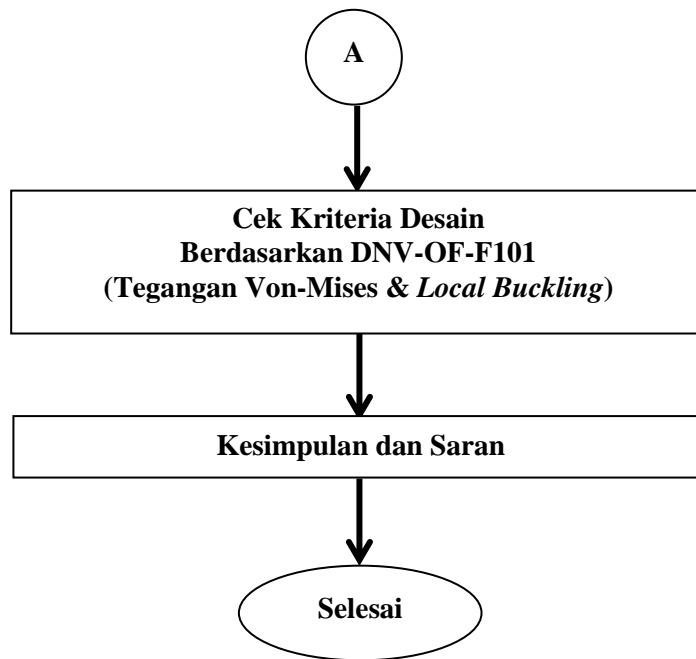 A
Cek Kriteria Desain
Berdasarkan DNV-OF-F101
(Tegangan Von-Mises & Local Buckling)
Kesimpulan dan Saran
Selesai